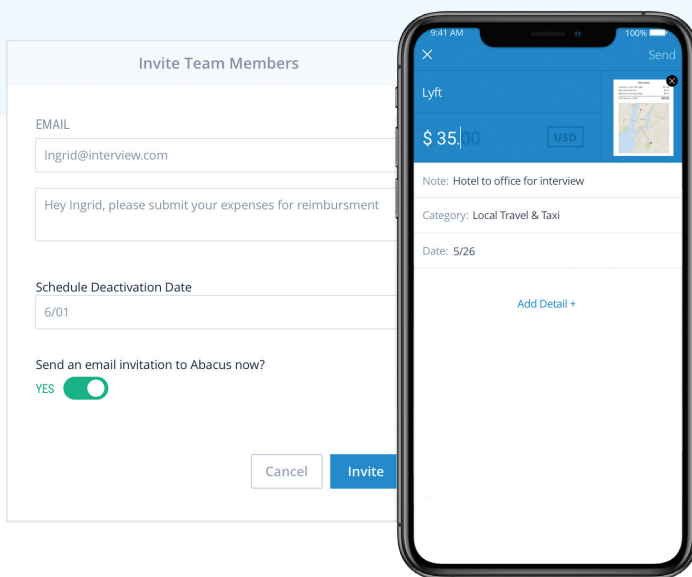 Invite Team Members
EMAIL
Ingrid@interview.com
Hey Ingrid, please submit your expenses for reimbursment
Schedule Deactivation Date
6/01
Send an email invitation to Abacus now?
YES
Cancel
Invite
9:41 AM
100%
Send
Lyft
$ 35.00
USD
Note: Hotel to office for interview
Category: Local Travel & Taxi
Date: 5/26
Add Detail +